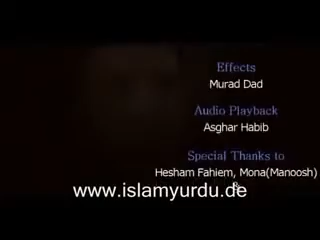 Effects
Murad Dad
Audio Playback
Asghar Habib
Special Thanks to
Hesham Fahiem, Mona(Manoosh)
&
www.islamyurdu.de